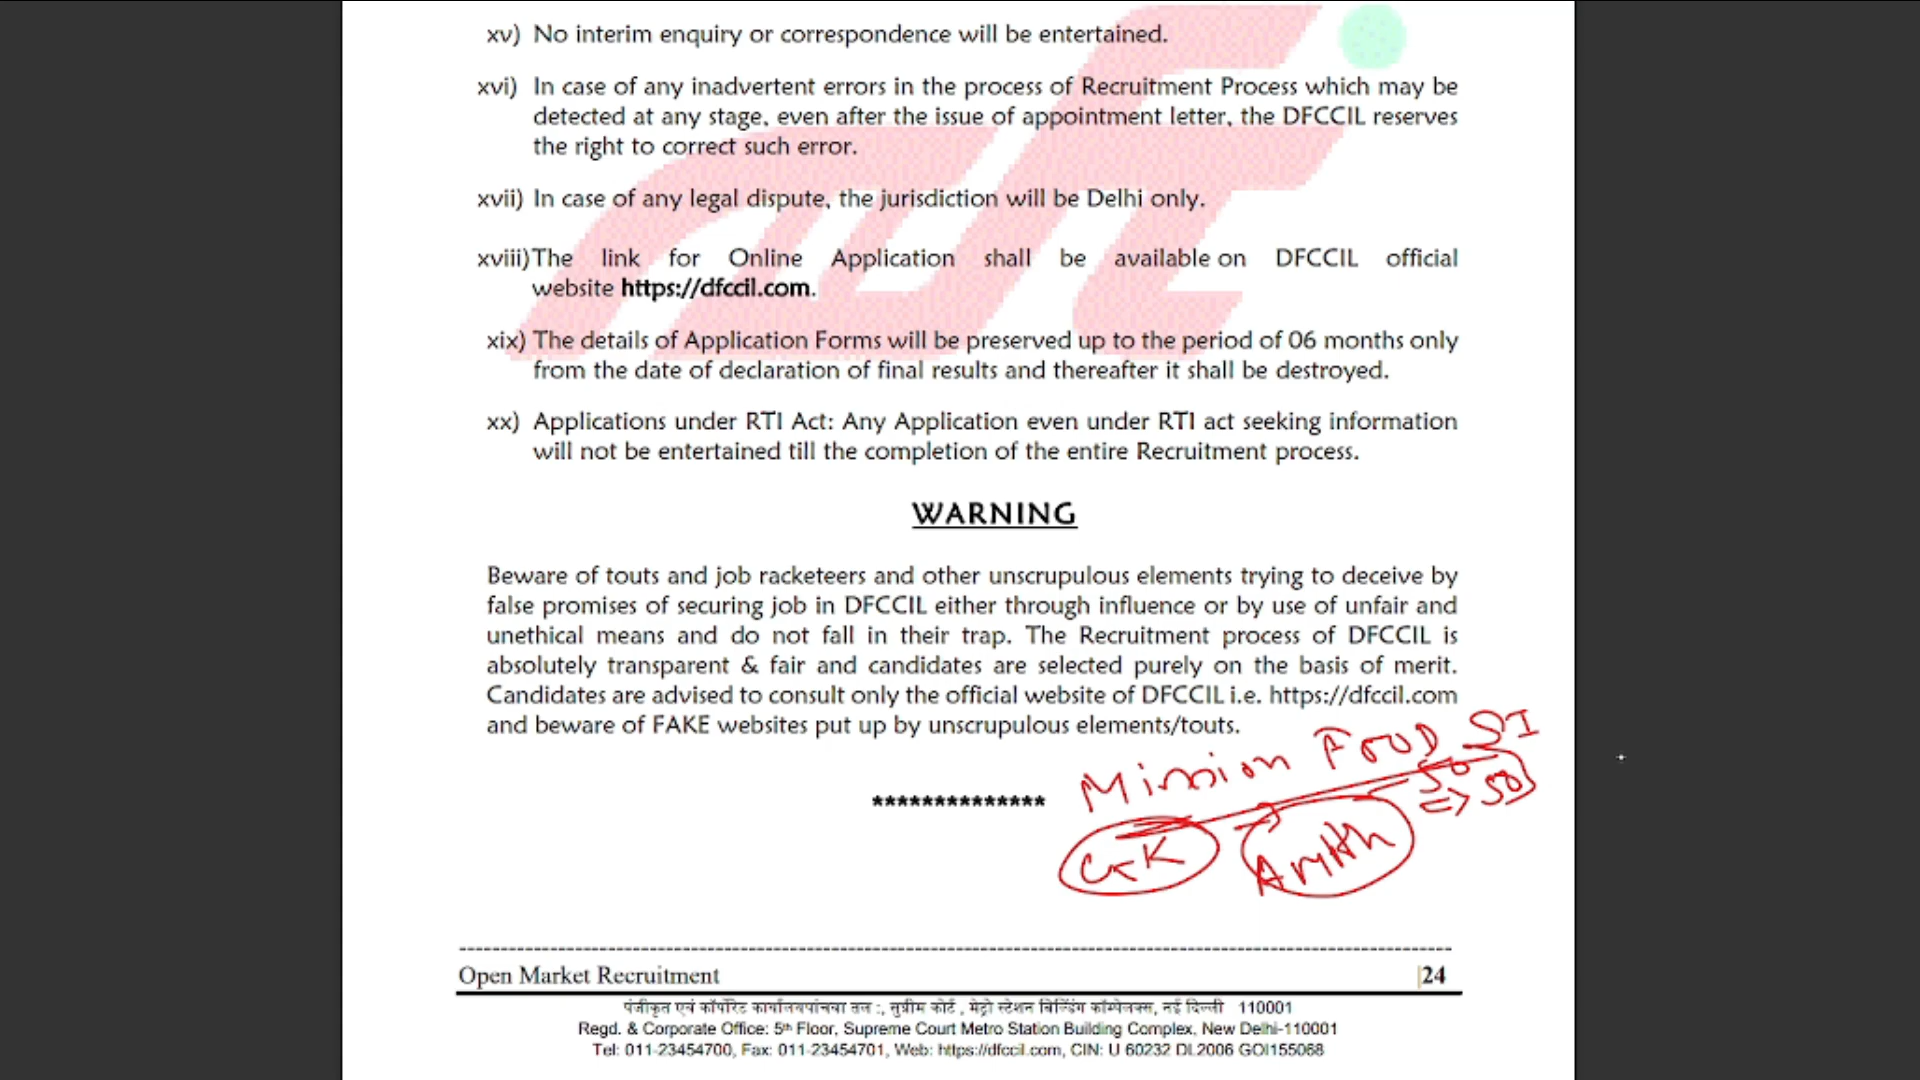 xv) No interim enquiry or correspondence will be entertained.
xvi) In case of any inadvertent errors in the process of Recruitment Process which may be
detected at any stage, even after the issue of appointment letter, the DFCCIL reserves
the right to correct such error.
xvii) In case of any legal dispute, the jurisdiction will be Delhi only.
xviii)The link for Online Application shall be available on DFCCIL official
website https://dfccil.com.
xix) The details of Application Forms will be preserved up to the period of 06 months only
from the date of declaration of final results and thereafter it shall be destroyed.
xx) Applications under RTI Act: Any Application even under RTI act seeking information
will not be entertained till the completion of the entire Recruitment process.
WARNING
Beware of touts and job racketeers and other unscrupulous elements trying to deceive by
false promises of securing job in DFCCIL either through influence or by use of unfair and
unethical means and do not fall in their trap. The Recruitment process of DFCCIL is
absolutely transparent & fair and candidates are selected purely on the basis of merit.
Candidates are advised to consult only the official website of DFCCIL i.e. https://dfccil.com
and beware of FAKE websites put up by unscrupulous elements/touts.
Mission Food SI
50
=> 50
**************
GK Arith
Open Market Recruitment |24
पंजीकृत एवं कॉर्पोरेट कार्यालयपांचवा तल :, सुप्रीम कोर्ट , मेट्रो स्टेशन बिल्डिंग कॉम्पेलक्स, नई दिल्ली 110001
Regd. & Corporate Office: 5th Floor, Supreme Court Metro Station Building Complex, New Delhi-110001
Tel: 011-23454700, Fax: 011-23454701, Web: https://dfccil.com, CIN: U 60232 DL2006 GOI155068